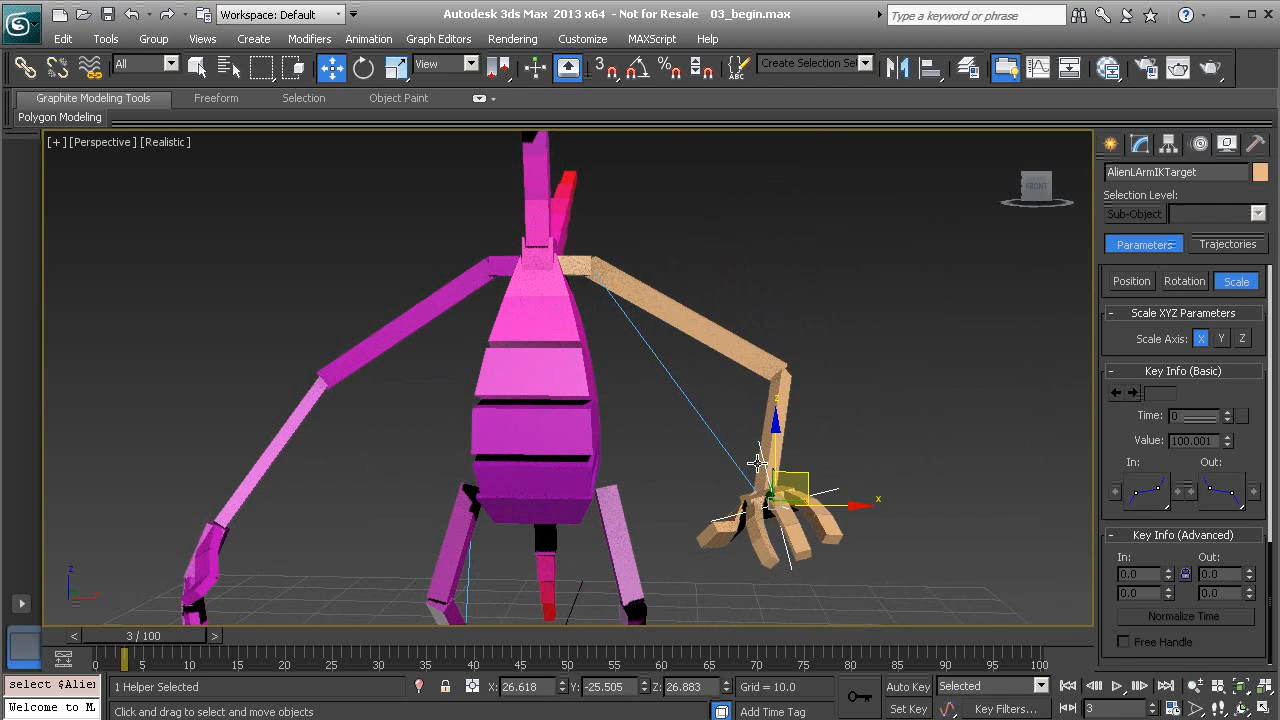 Workspace: Default
Autodesk 3ds Max 2013 x64 - Not for Resale 03_begin.max
Type a keyword or phrase
Edit Tools Group Views Create Modifiers Animation Graph Editors Rendering Customize MAXScript Help
All View 3 % ABC Create Selection Se
Graphite Modeling Tools Freeform Selection Object Paint
Polygon Modeling
[+] [Perspective] [Realistic]
FRONT
z
x
z
AlienLArmIKTarget
Selection Level:
Sub-Object
Parameters Trajectories
Position Rotation Scale
- Scale XYZ Parameters
Scale Axis: X Y Z
- Key Info (Basic)
Time: 0
Value: 100.001
In: Out:
- Key Info (Advanced)
In: Out:
0.0 0.0
0.0 0.0
Normalize Time
Free Handle
< 3 / 100 >
0 5 10 15 20 25 30 35 40 45 50 55 60 65 70 75 80 85 90 95 100
select $Alie
Welcome to M
1 Helper Selected
X: 26.618 Y: -25.505 Z: 26.883 Grid = 10.0
Click and drag to select and move objects
Add Time Tag
Auto Key Selected
Set Key Key Filters...
3